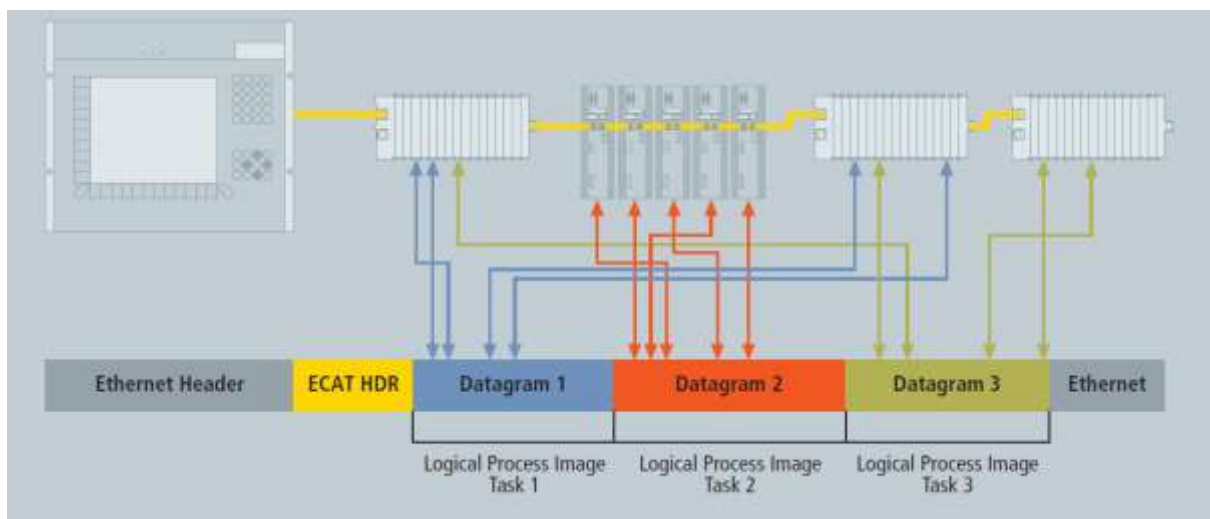 Ethernet Header
ECAT HDR
Datagram 1
Datagram 2
Datagram 3
Ethernet
Logical Process Image
Task 1
Logical Process Image
Task 2
Logical Process Image
Task 3